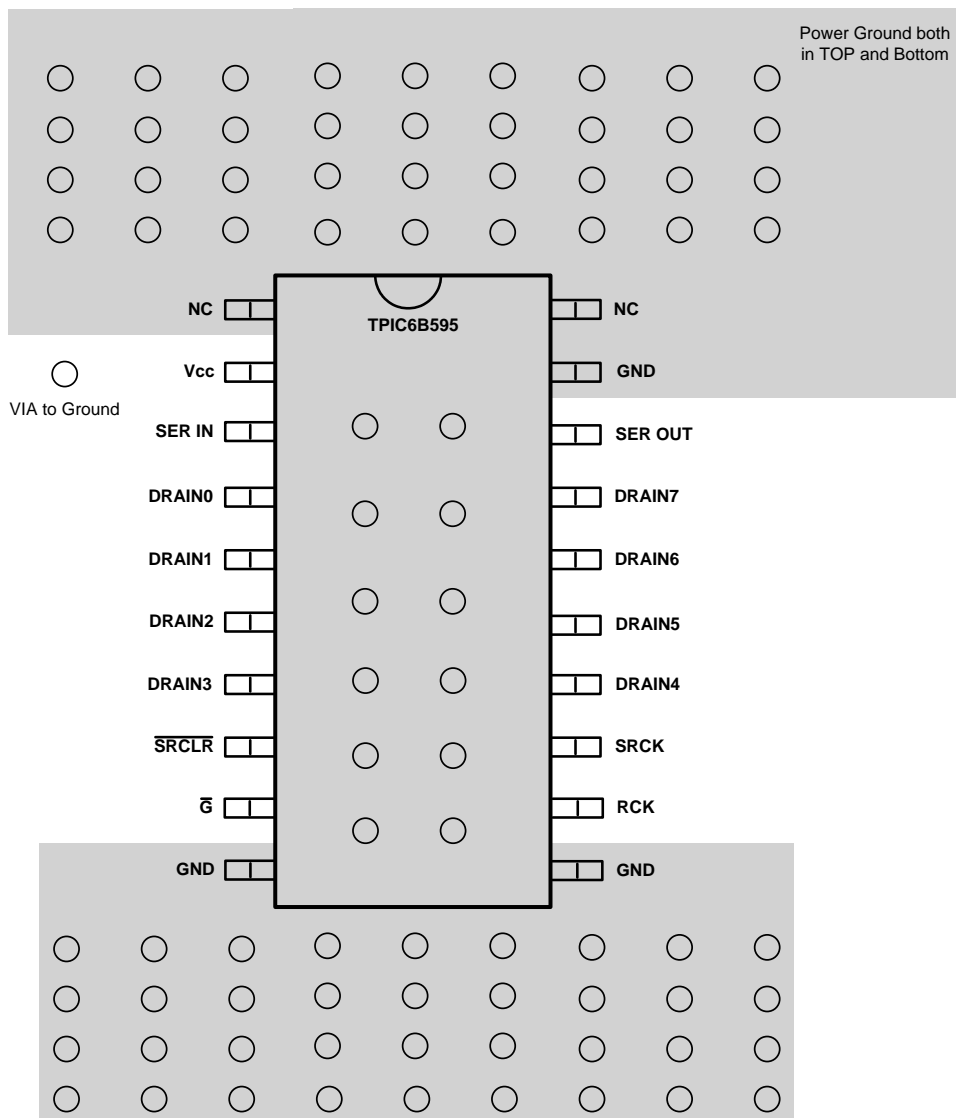 Power Ground both
in TOP and Bottom
NC
TPIC6B595
NC
VIA to Ground
Vcc
GND
SER IN
SER OUT
DRAIN0
DRAIN7
DRAIN1
DRAIN6
DRAIN2
DRAIN5
DRAIN3
DRAIN4
S̅R̅C̅L̅R̅
SRCK
G̅
RCK
GND
GND